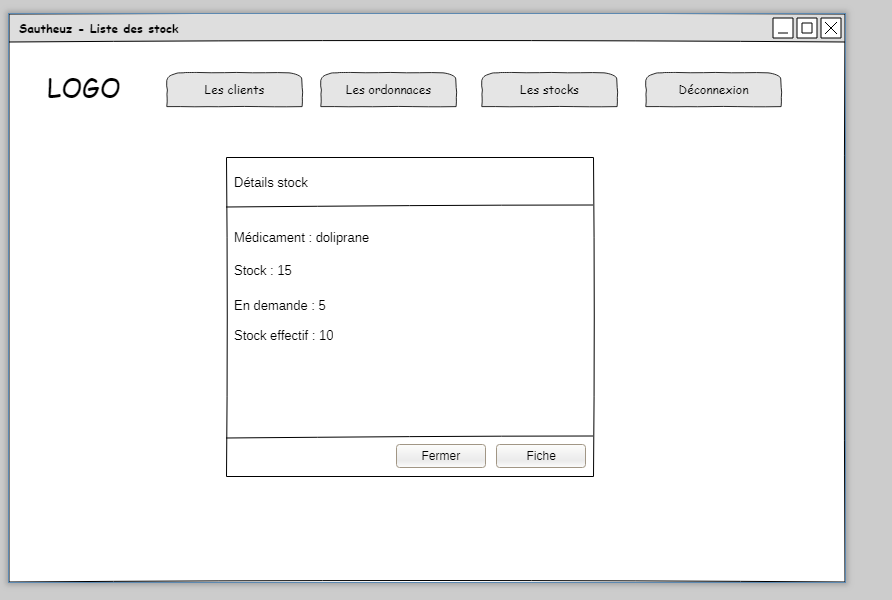 Sautheuz - Liste des stock
LOGO
Les clients
Les ordonnaces
Les stocks
Déconnexion
Détails stock
Médicament : doliprane
Stock : 15
En demande : 5
Stock effectif : 10
Fermer
Fiche